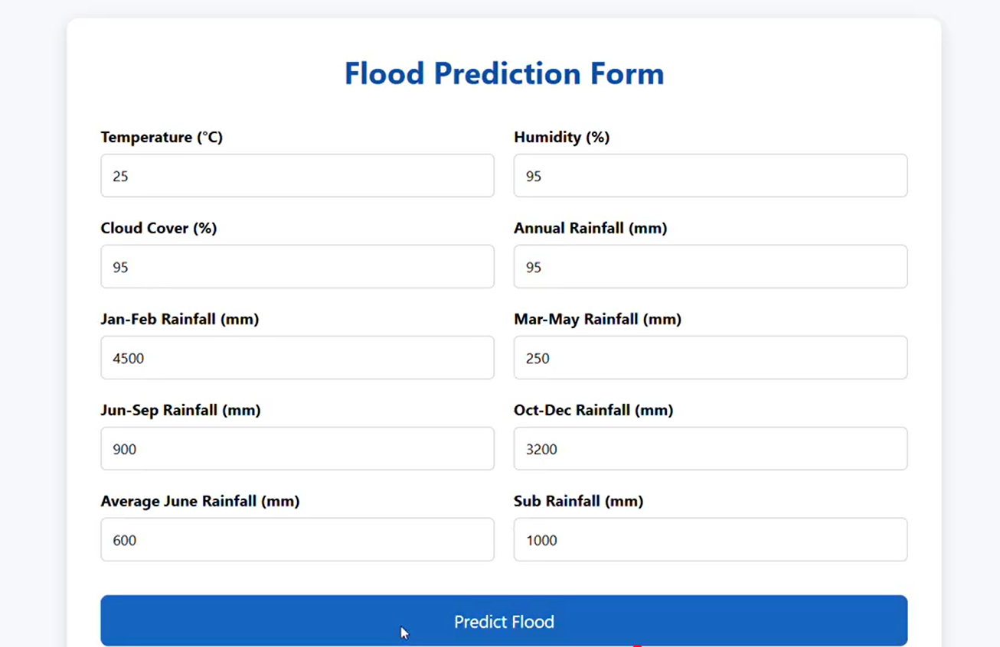 Flood Prediction Form
Temperature (°C)
Humidity (%)
25
95
Cloud Cover (%)
Annual Rainfall (mm)
95
95
Jan-Feb Rainfall (mm)
Mar-May Rainfall (mm)
4500
250
Jun-Sep Rainfall (mm)
Oct-Dec Rainfall (mm)
900
3200
Average June Rainfall (mm)
Sub Rainfall (mm)
600
1000
Predict Flood